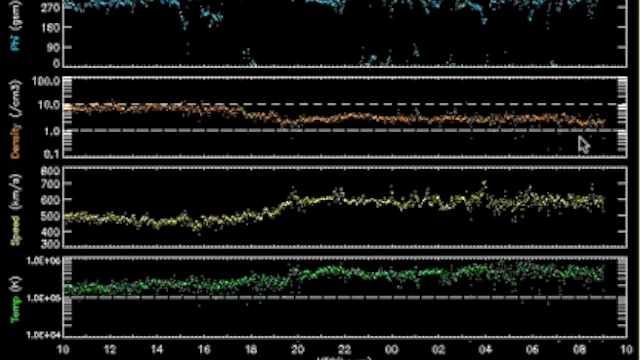 Phi (gsm)
270
180
90
0
Density (/cm3)
100.0
10.0
1.0
0.1
Speed (km/s)
800
700
600
500
400
300
Temp (K)
1.0E+06
1.0E+05
1.0E+04
10 12 14 16 18 20 22 00 02 04 06 08 10